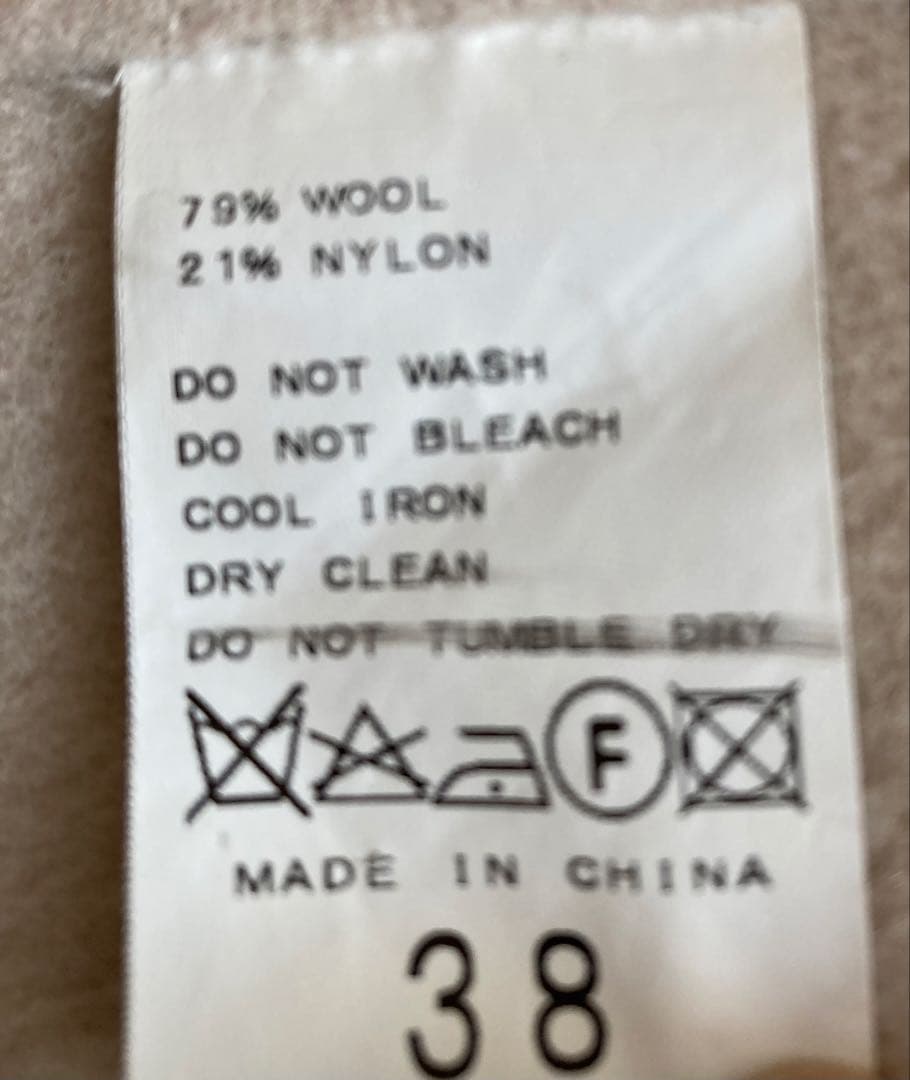 79% WOOL
21% NYLON
DO NOT WASH
DO NOT BLEACH
COOL IRON
DRY CLEAN
DO NOT TUMBLE DRY
F
MADE IN CHINA
38